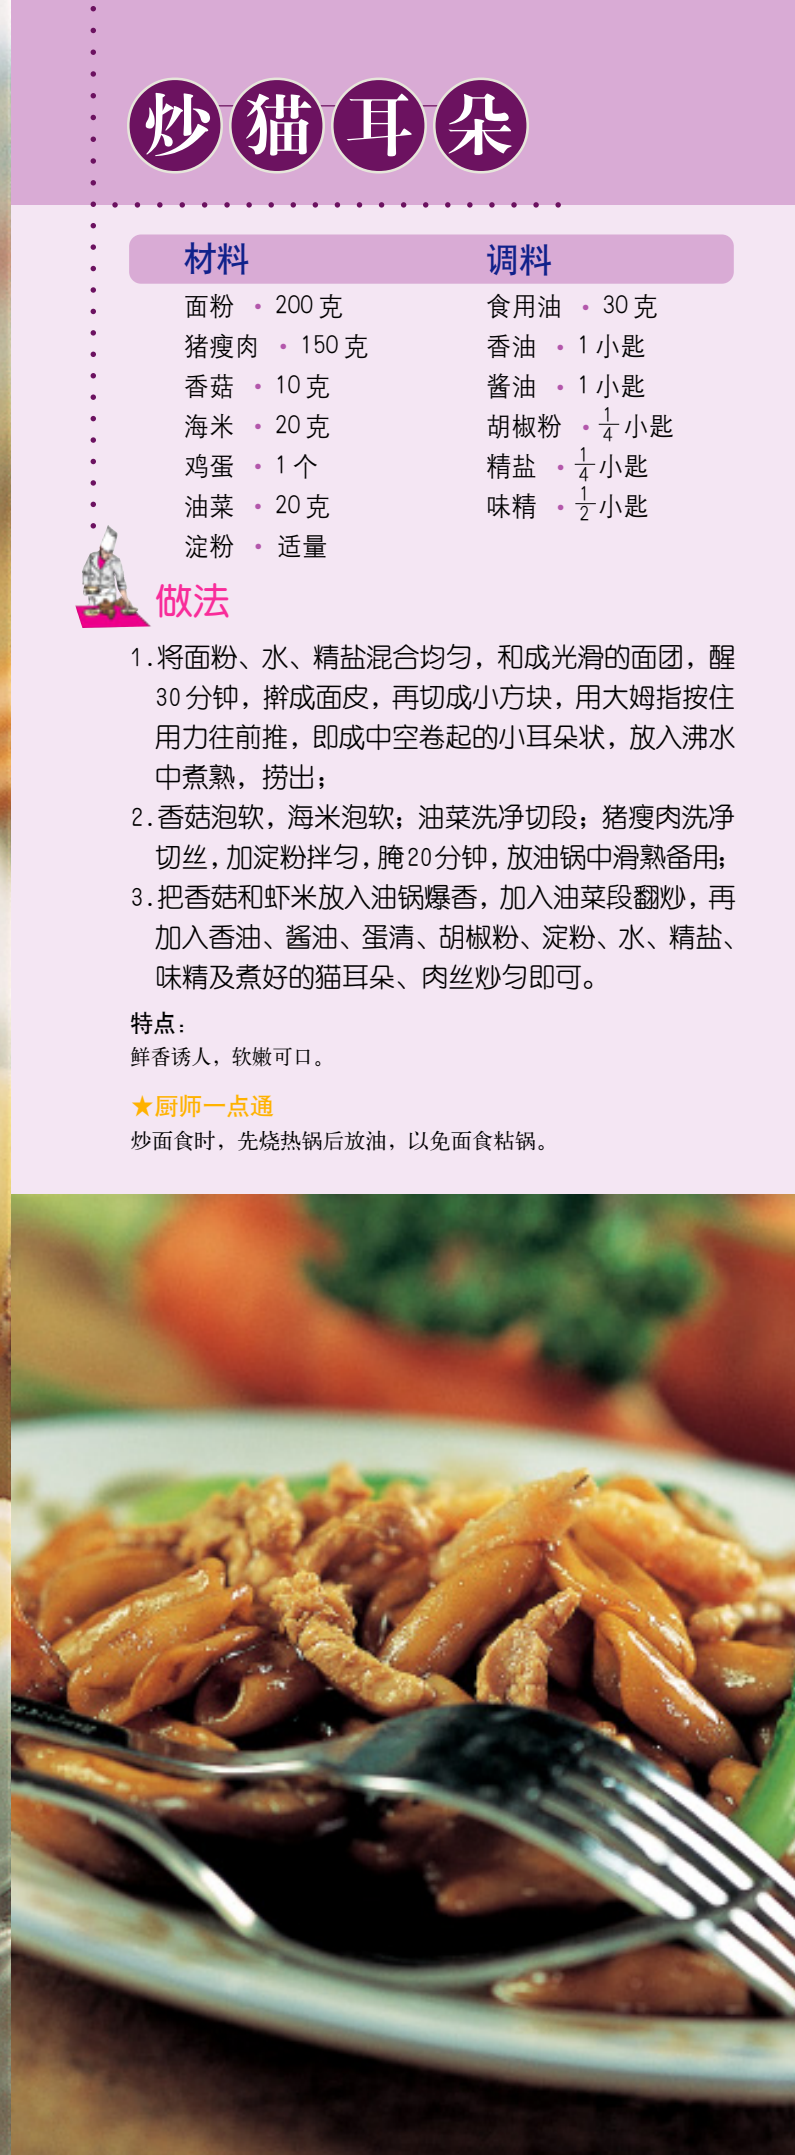 炒猫耳朵
材料
面粉 • 200克
猪瘦肉 • 150克
香菇 • 10克
海米 • 20克
鸡蛋 • 1个
油菜 • 20克
淀粉 • 适量
调料
食用油 • 30克
香油 • 1小匙
酱油 • 1小匙
胡椒粉 • 1/4小匙
精盐 • 1/4小匙
味精 • 1/2小匙
做法
1.将面粉、水、精盐混合均匀，和成光滑的面团，醒
30分钟，擀成面皮，再切成小方块，用大姆指按住
用力往前推，即成中空卷起的小耳朵状，放入沸水
中煮熟，捞出；
2.香菇泡软，海米泡软；油菜洗净切段；猪瘦肉洗净
切丝，加淀粉拌匀，腌20分钟，放油锅中滑熟备用；
3.把香菇和虾米放入油锅爆香，加入油菜段翻炒，再
加入香油、酱油、蛋清、胡椒粉、淀粉、水、精盐、
味精及煮好的猫耳朵、肉丝炒匀即可。
特点：
鲜香诱人，软嫩可口。
★厨师一点通
炒面食时，先烧热锅后放油，以免面食粘锅。